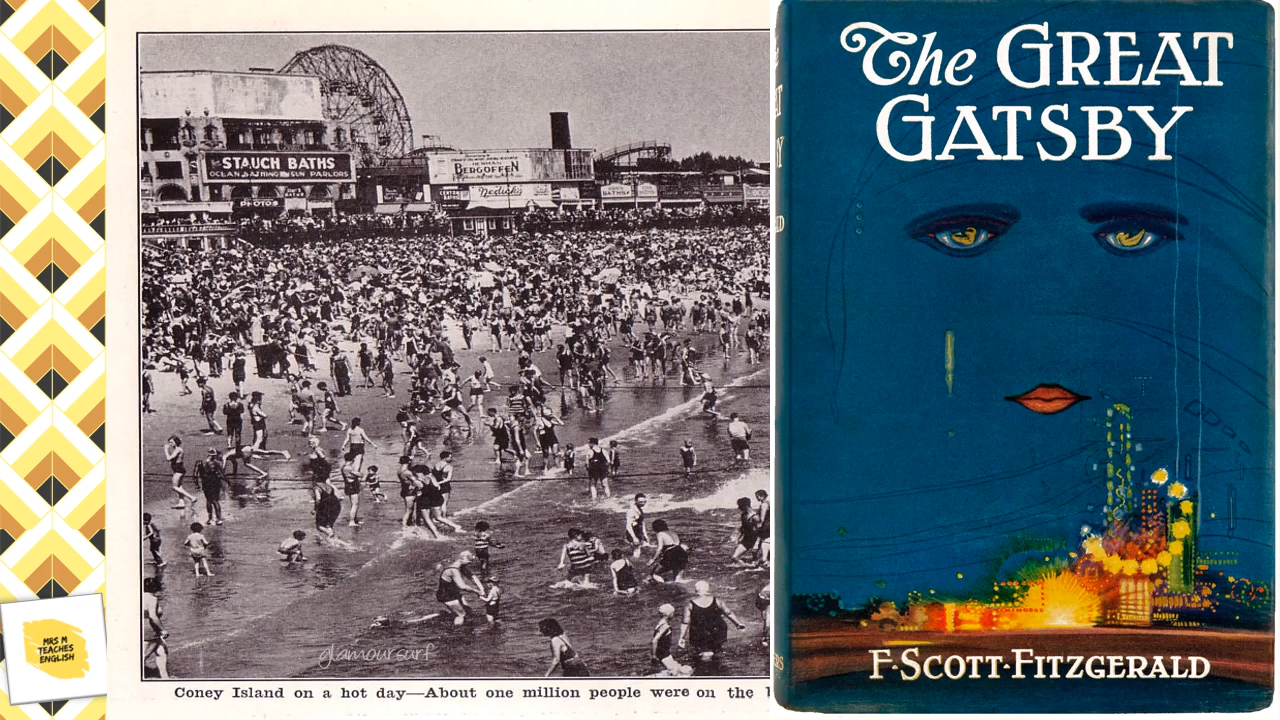 STAUCH BATHS
OCEAN BATHING SUN PARLORS
PHOTOS
BERGOFFEN
Nedick's
BATHS
glamoursurf
Coney Island on a hot day—About one million people were on the
The GREAT
GATSBY
F·SCOTT·FITZGERALD
MRS M
TEACHES
ENGLISH